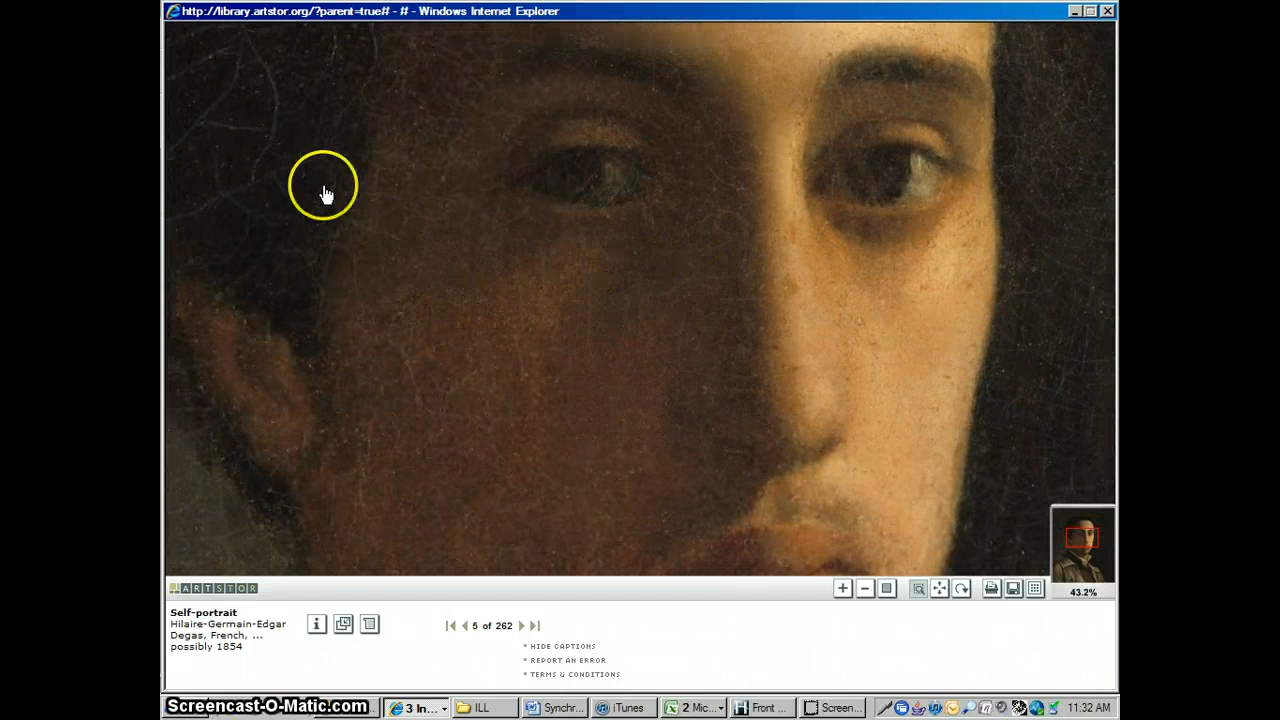 http://library.artstor.org/?parent=true# - # - Windows Internet Explorer
ARTSTOR
43.2%
Self-portrait
Hilaire-Germain-Edgar
Degas, French, ...
possibly 1854
5 of 262
HIDE CAPTIONS
REPORT AN ERROR
TERMS & CONDITIONS
Screencast-O-Matic.com
3 In...
ILL
Synchr...
iTunes
2 Mic...
Front ...
Screen...
11:32 AM